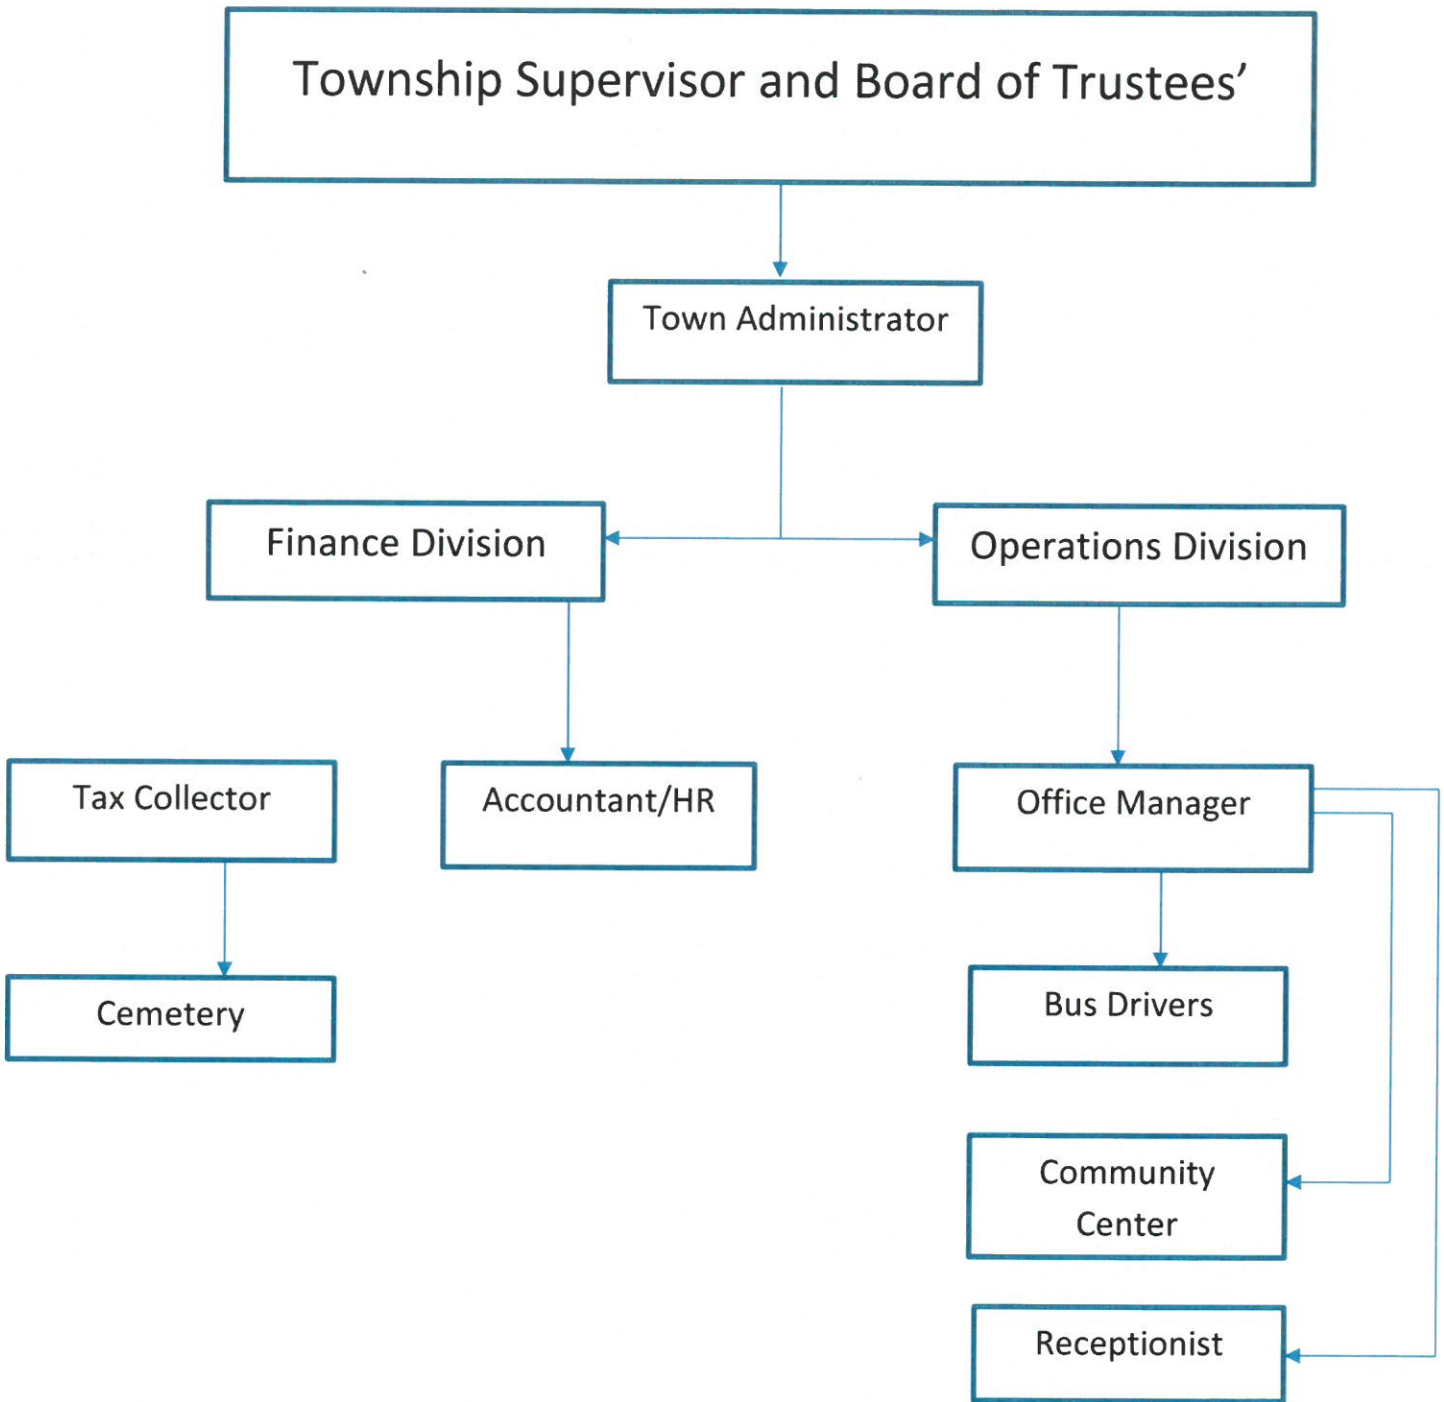 Township Supervisor and Board of Trustees’
Town Administrator
Finance Division
Operations Division
Tax Collector
Accountant/HR
Office Manager
Cemetery
Bus Drivers
Community
Center
Receptionist